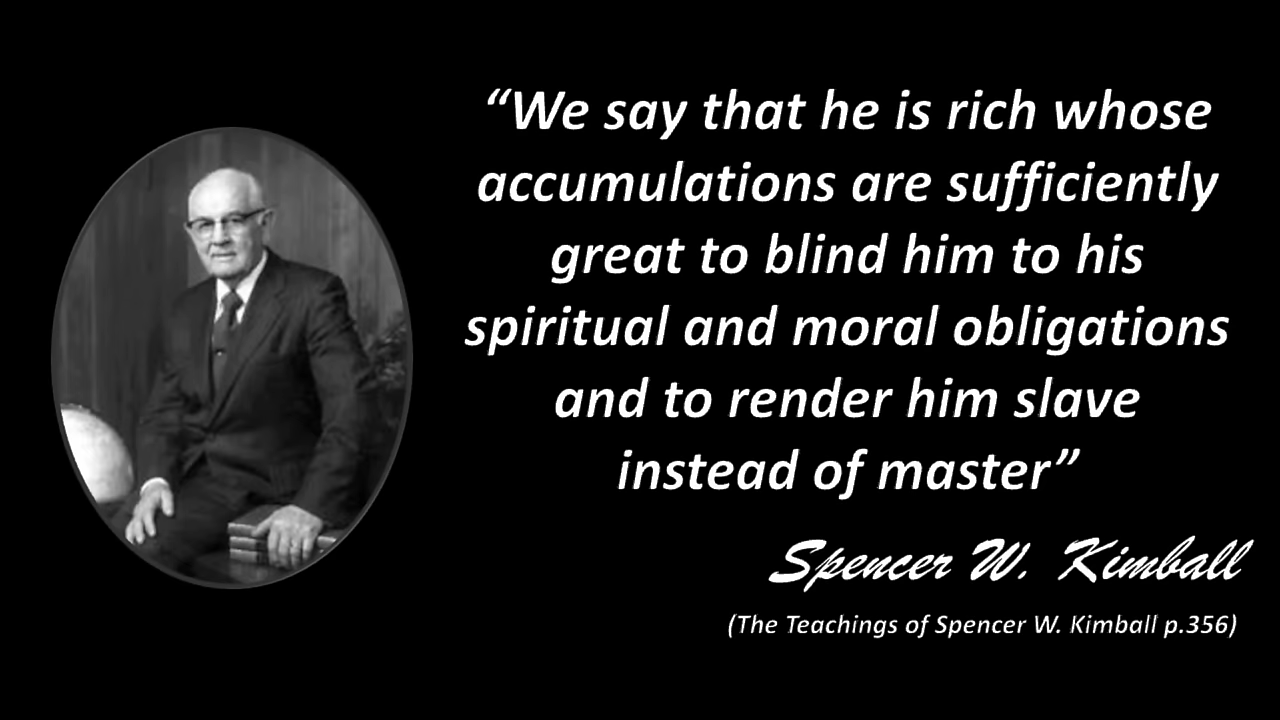 “We say that he is rich whose
accumulations are sufficiently
great to blind him to his
spiritual and moral obligations
and to render him slave
instead of master”
Spencer W. Kimball
(The Teachings of Spencer W. Kimball p.356)